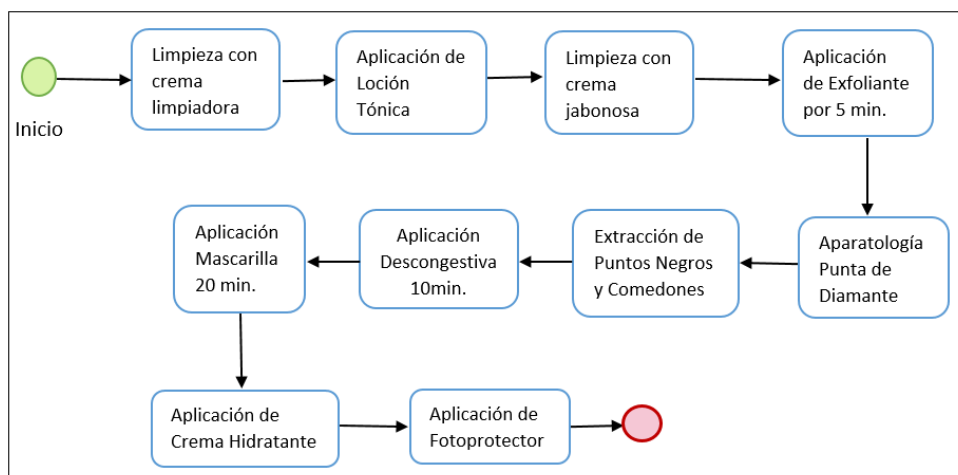 Inicio
Limpieza con
crema
limpiadora
Aplicación de
Loción
Tónica
Limpieza con
crema
jabonosa
Aplicación
de Exfoliante
por 5 min.
Aparatología
Punta de
Diamante
Extracción de
Puntos Negros
y Comedones
Aplicación
Descongestiva
10min.
Aplicación
Mascarilla
20 min.
Aplicación de
Crema Hidratante
Aplicación de
Fotoprotector